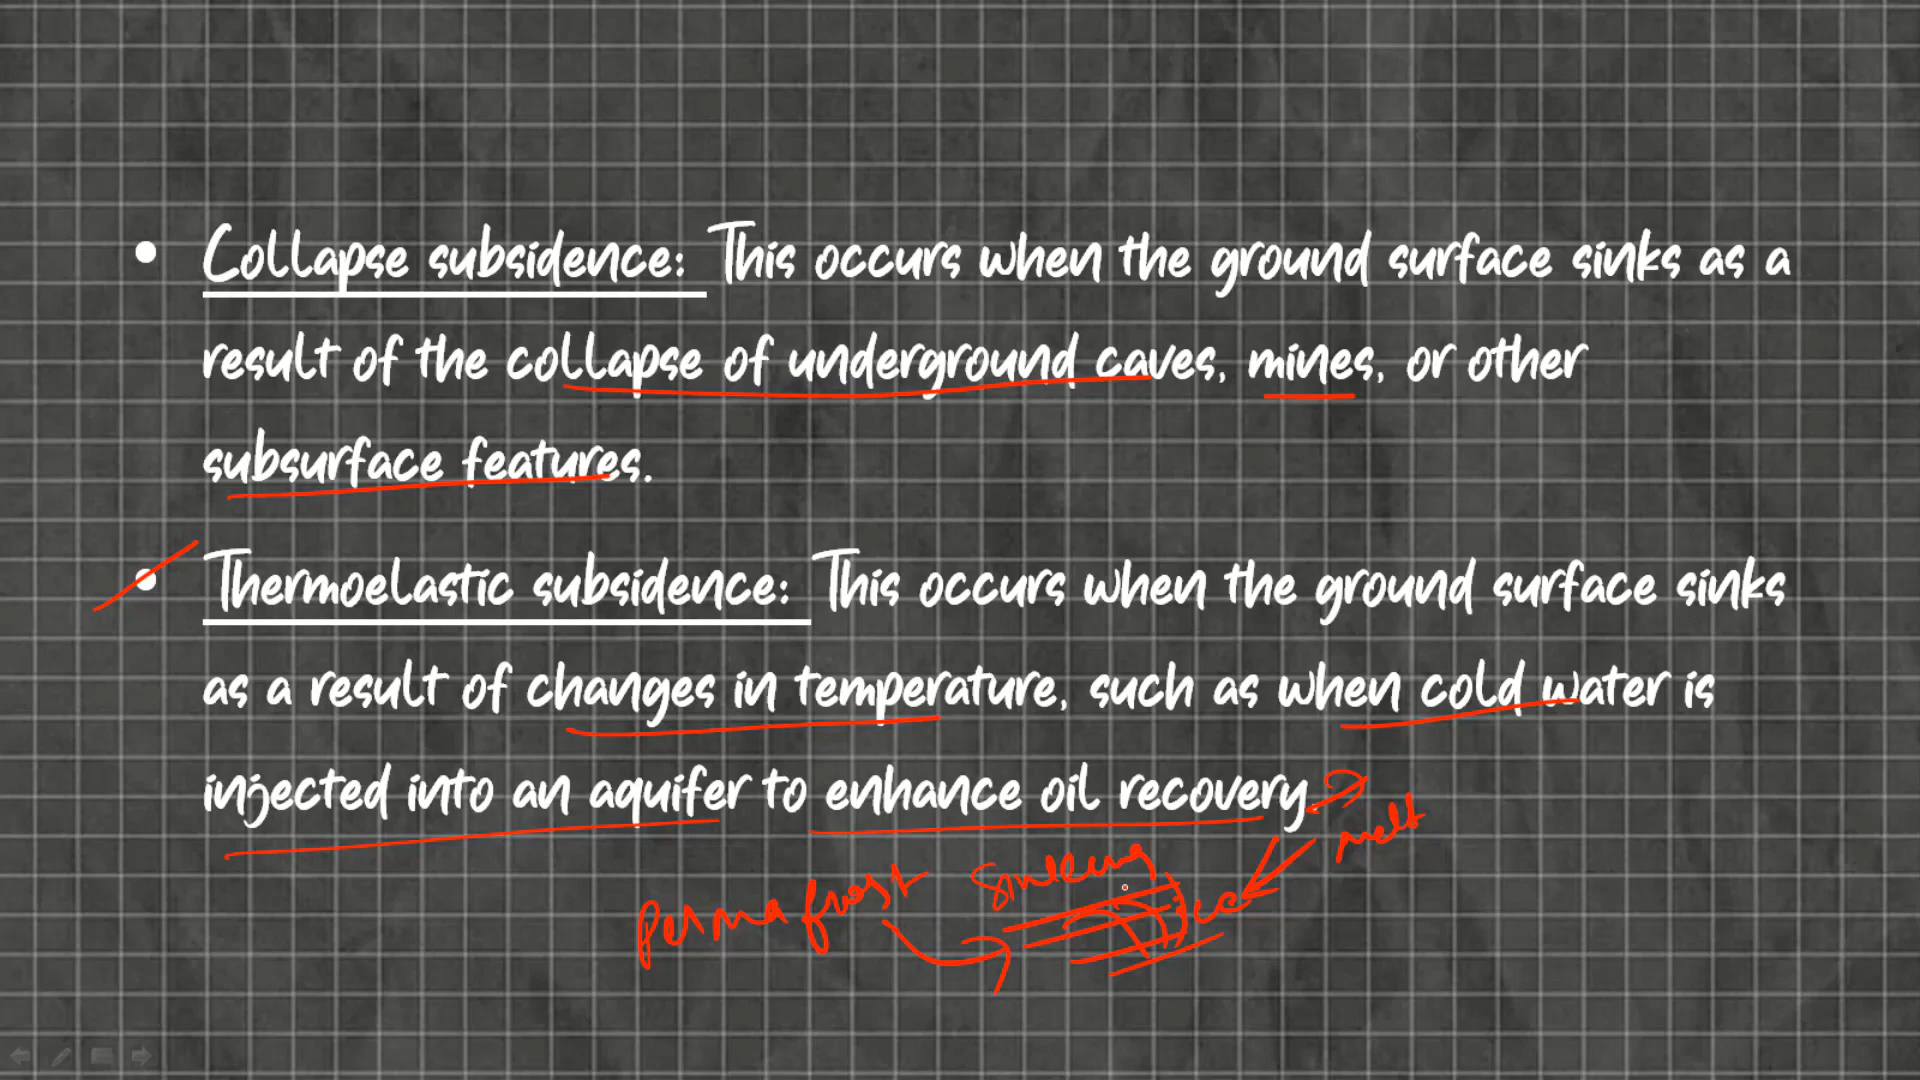 • Collapse subsidence: This occurs when the ground surface sinks as a
result of the collapse of underground caves, mines, or other
subsurface features.
• Thermoelastic subsidence: This occurs when the ground surface sinks
as a result of changes in temperature, such as when cold water is
injected into an aquifer to enhance oil recovery.
melt
Permafrost sinking ice